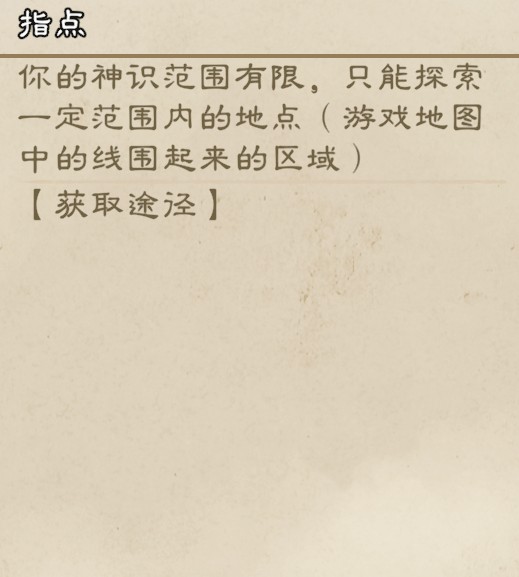 指点
你的神识范围有限，只能探索
一定范围内的地点（游戏地图
中的线围起来的区域）
【获取途径】